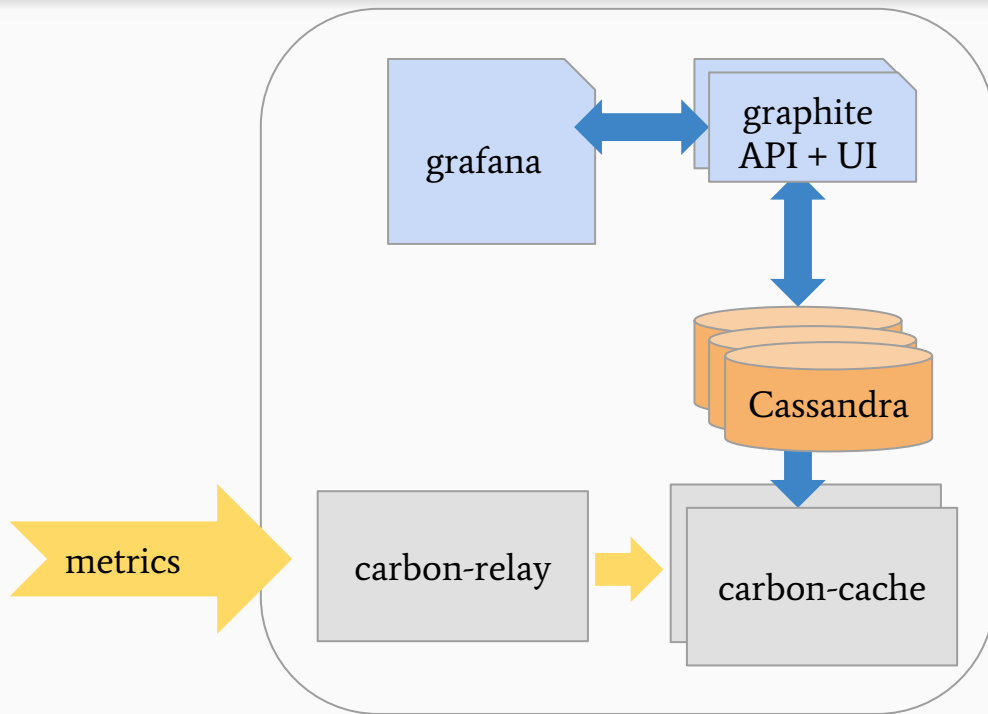 grafana
graphite
API + UI
Cassandra
metrics
carbon-relay
carbon-cache